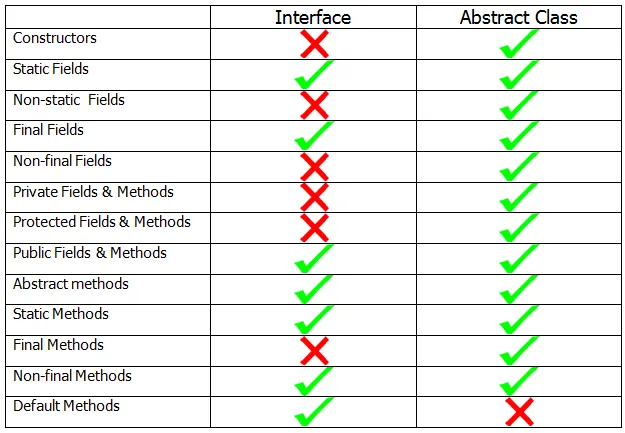 Interface Abstract Class
Constructors
Static Fields
Non-static Fields
Final Fields
Non-final Fields
Private Fields & Methods
Protected Fields & Methods
Public Fields & Methods
Abstract methods
Static Methods
Final Methods
Non-final Methods
Default Methods